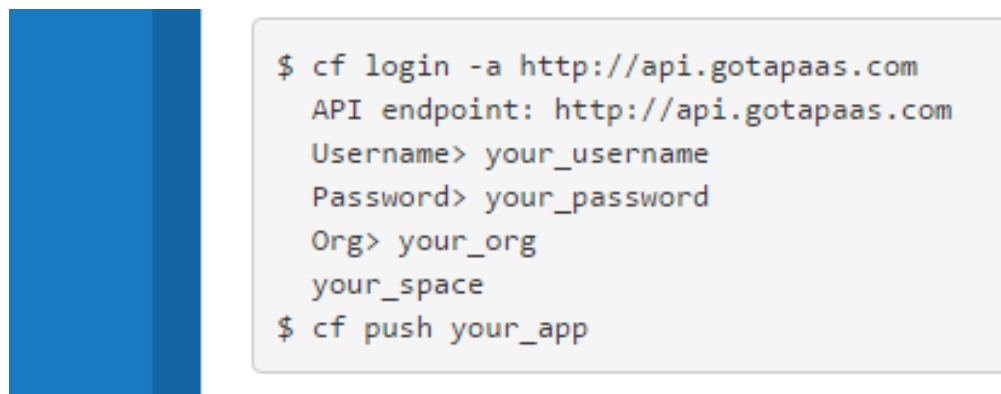 $ cf login -a http://api.gotapaas.com
API endpoint: http://api.gotapaas.com
Username> your_username
Password> your_password
Org> your_org
your_space
$ cf push your_app